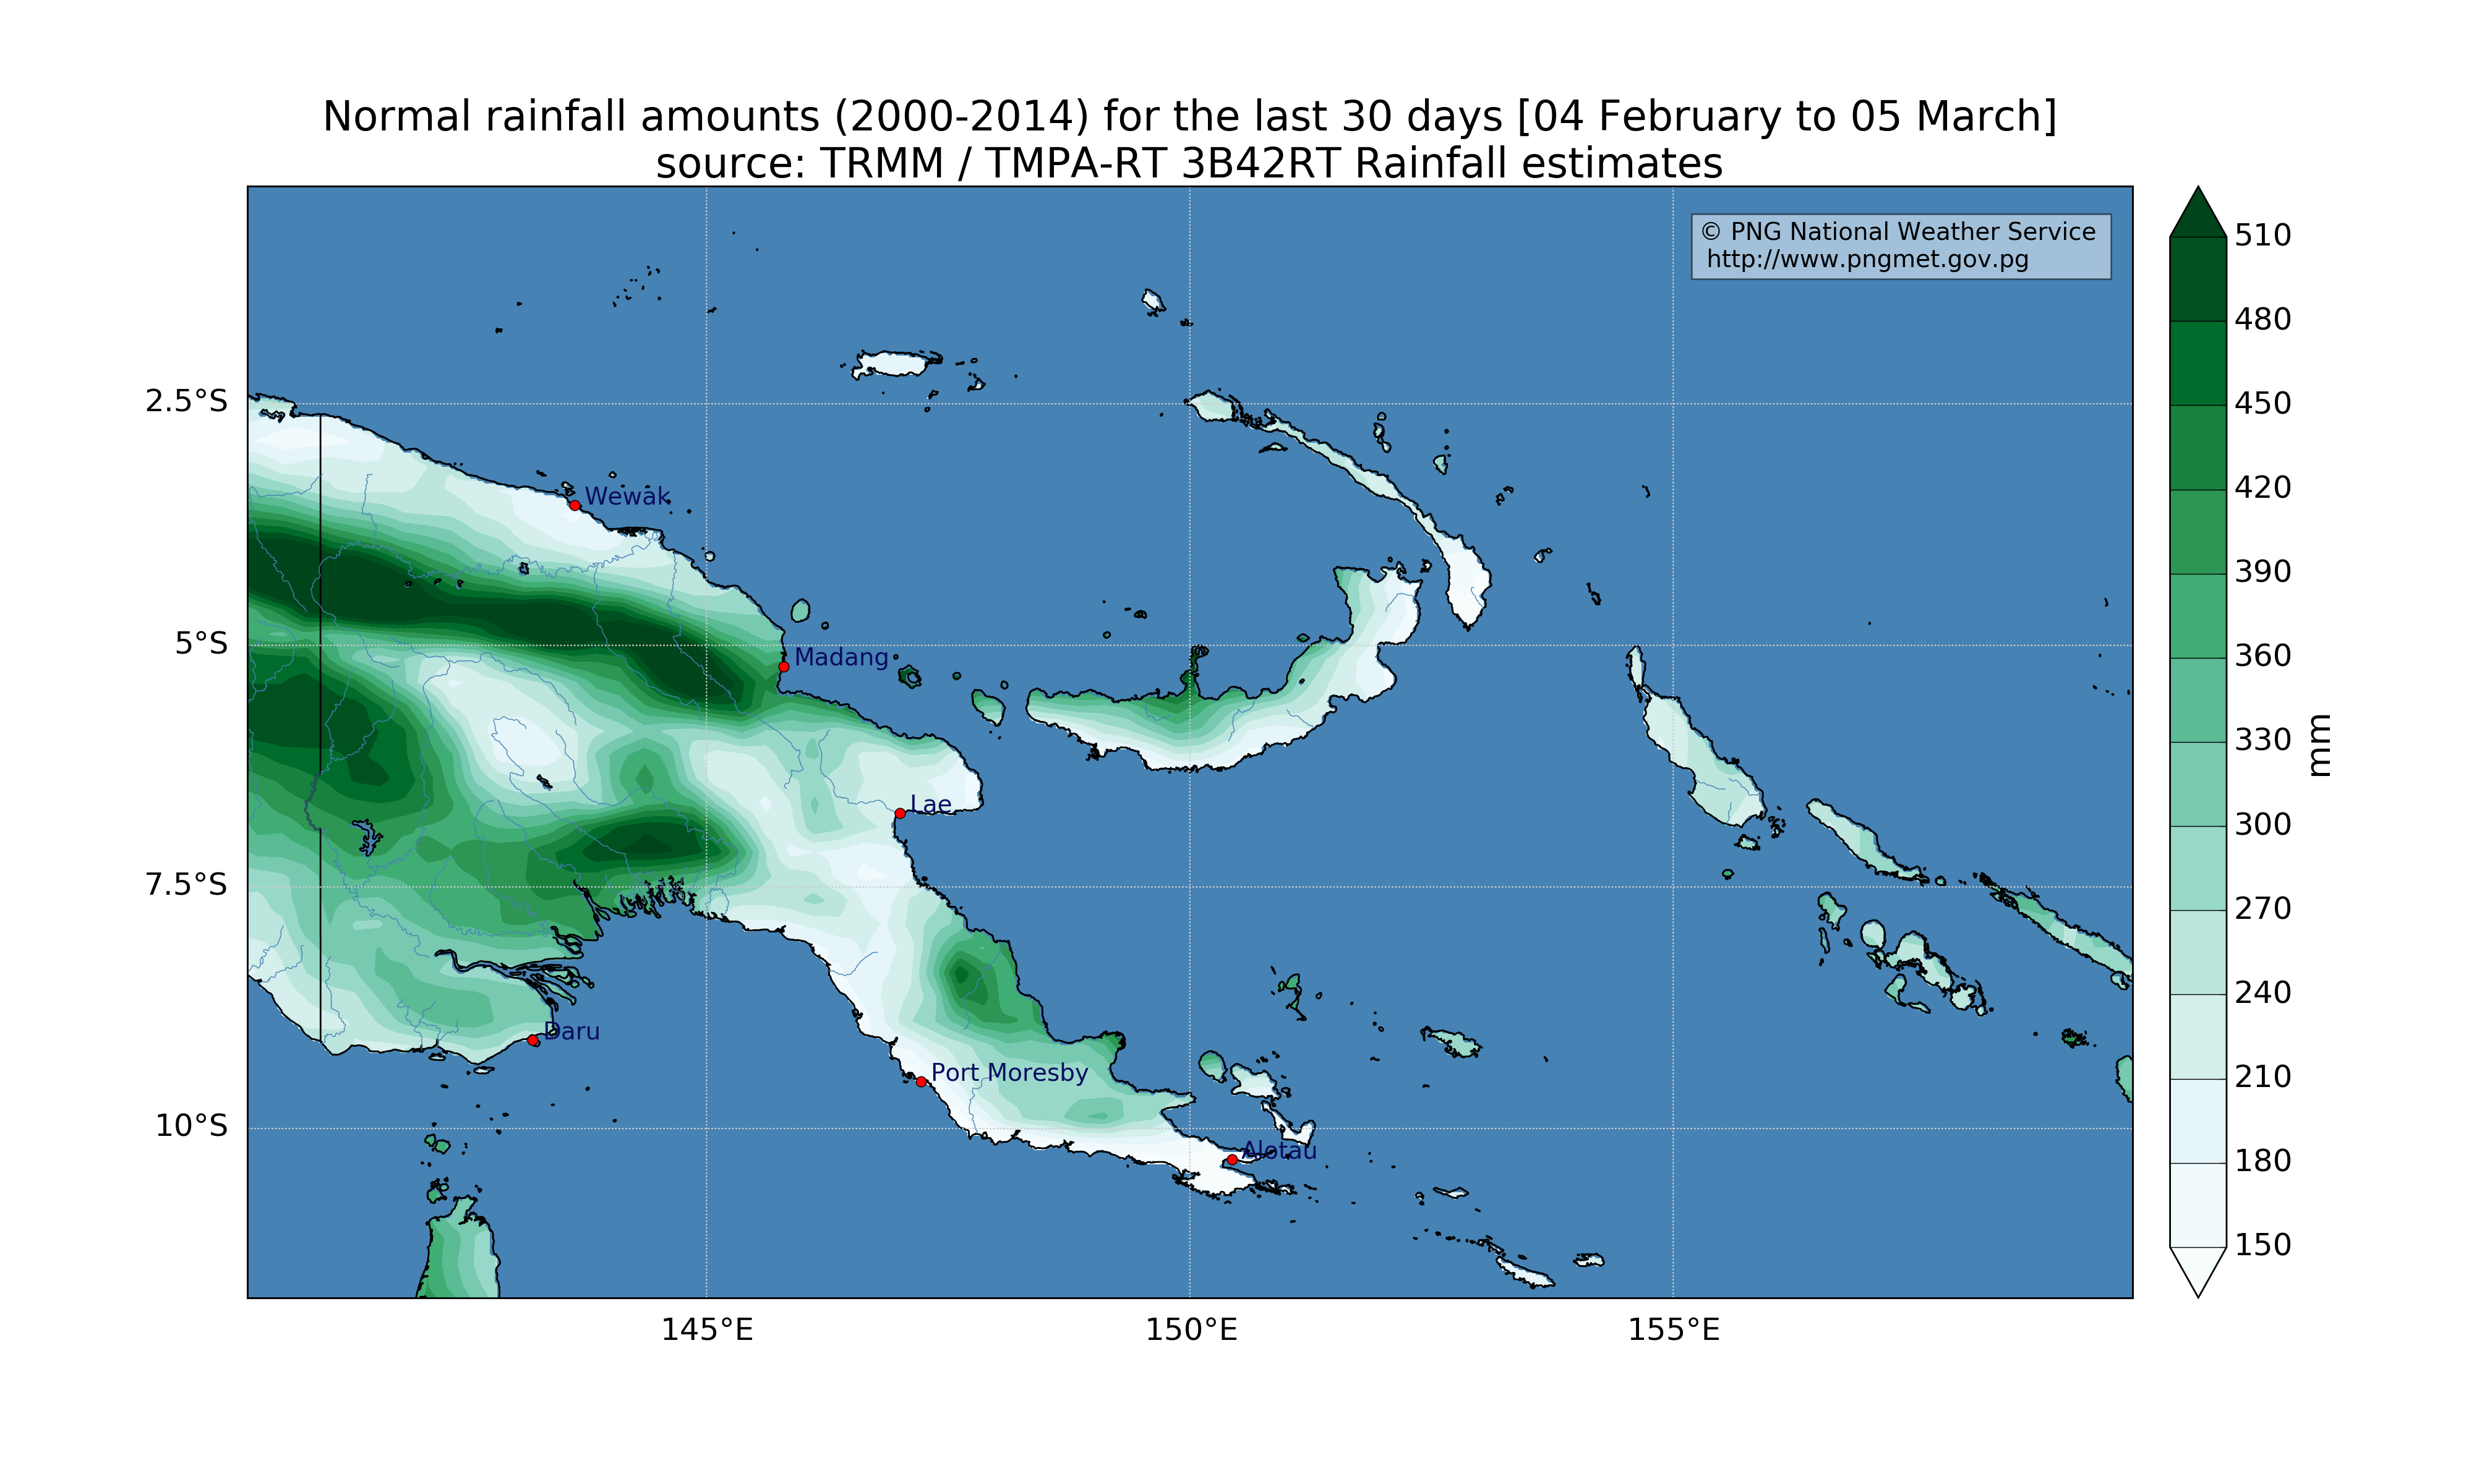 Normal rainfall amounts (2000-2014) for the last 30 days [04 February to 05 March]
source: TRMM / TMPA-RT 3B42RT Rainfall estimates
© PNG National Weather Service
http://www.pngmet.gov.pg
510
480
450
420
390
360
330
300
270
240
210
180
150
mm
2.5°S
5°S
7.5°S
10°S
Wewak
Madang
Lae
Daru
Port Moresby
Alotau
145°E
150°E
155°E